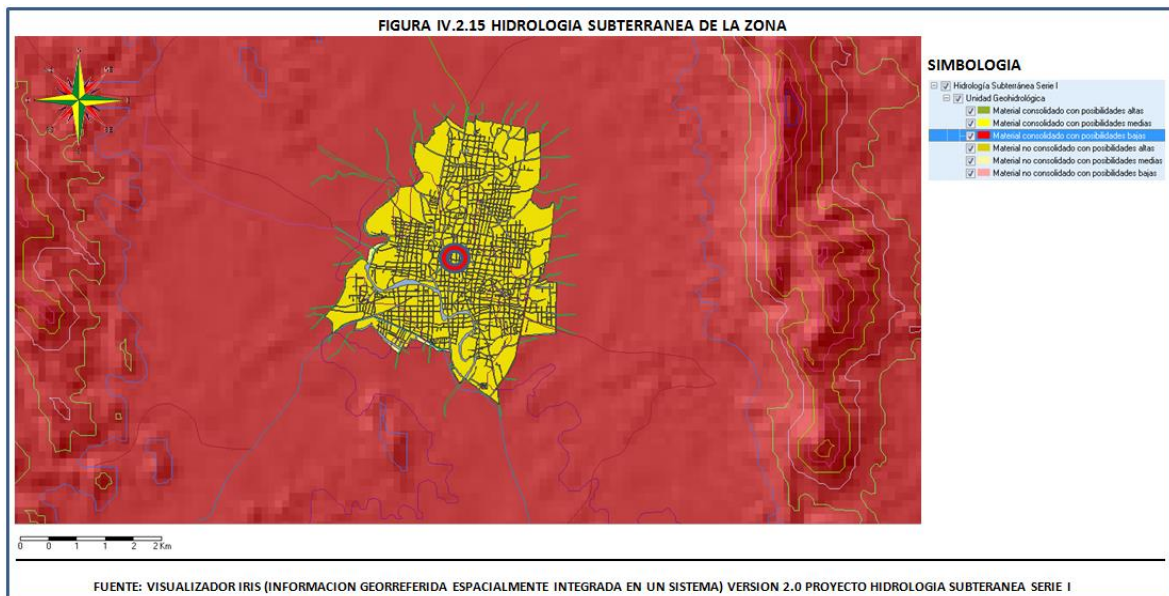 FIGURA IV.2.15 HIDROLOGIA SUBTERRANEA DE LA ZONA
SIMBOLOGIA
Hidrología Subterránea Serie I
Unidad Geohidrológica
Material consolidado con posibilidades altas
Material consolidado con posibilidades medias
Material consolidado con posibilidades bajas
Material no consolidado con posibilidades altas
Material no consolidado con posibilidades medias
Material no consolidado con posibilidades bajas
0 0 1 1 2 2 Km
FUENTE: VISUALIZADOR IRIS (INFORMACION GEORREFERIDA ESPACIALMENTE INTEGRADA EN UN SISTEMA) VERSION 2.0 PROYECTO HIDROLOGIA SUBTERANEA SERIE I